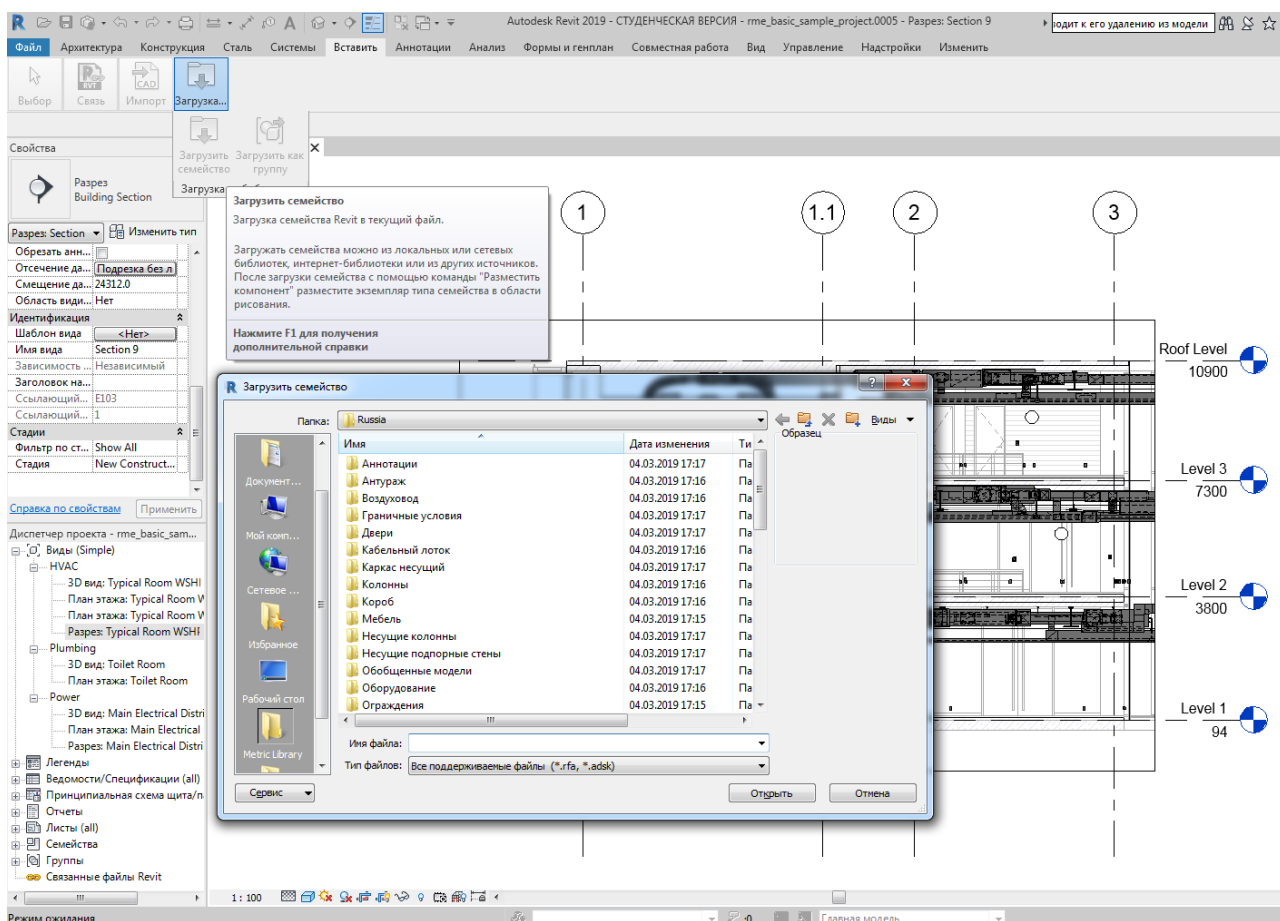 Autodesk Revit 2019 - СТУДЕНЧЕСКАЯ ВЕРСИЯ - rme_basic_sample_project.0005 - Разрез: Section 9
к его удалению из модели
Файл Архитектура Конструкция Сталь Системы Вставить Аннотации Анализ Формы и генплан Совместная работа Вид Управление Надстройки Изменить
Выбор Связь Импорт Загрузка...
Загрузить семейство
Загрузить как группу
Свойства
Разрез
Building Section
Загрузить семейство
Загрузка семейства Revit в текущий файл.
Загружать семейства можно из локальных или сетевых
библиотек, интернет-библиотеки или из других источников.
После загрузки семейства с помощью команды "Разместить
компонент" разместите экземпляр типа семейства в области
рисования.
Нажмите F1 для получения
дополнительной справки
Разрез: Section Изменить тип
Обрезать анн...
Отсечение да... Подрезка без л
Смещение да... 24312.0
Область види... Нет
Идентификация
Шаблон вида <Нет>
Имя вида Section 9
Зависимость ... Независимый
Заголовок на...
Ссылающий... E103
Ссылающий... 1
Стадии
Фильтр по ст... Show All
Стадия New Construct...
Справка по свойствам Применить
Диспетчер проекта - rme_basic_sam...
Виды (Simple)
HVAC
3D вид: Typical Room WSHI
План этажа: Typical Room
План этажа: Typical Room
Разрез: Typical Room
Plumbing
3D вид: Toilet Room
План этажа: Toilet Room
Power
3D вид: Main Electrical Distri
План этажа: Main Electrical
Разрез: Main Electrical Distri
Легенды
Ведомости/Спецификации (all)
Принципиальная схема щита/п
Отчеты
Листы (all)
Семейства
Группы
Связанные файлы Revit
1 1.1 2 3
Roof Level
10900
Level 3
7300
Level 2
3800
Level 1
94
Загрузить семейство
Папка: Russia Виды
Образец
Имя Дата изменения Ти
Аннотации 04.03.2019 17:17 Па
Антураж 04.03.2019 17:16 Па
Воздуховод 04.03.2019 17:16 Па
Граничные условия 04.03.2019 17:17 Па
Двери 04.03.2019 17:17 Па
Кабельный лоток 04.03.2019 17:16 Па
Каркас несущий 04.03.2019 17:17 Па
Колонны 04.03.2019 17:16 Па
Короб 04.03.2019 17:16 Па
Мебель 04.03.2019 17:15 Па
Несущие колонны 04.03.2019 17:17 Па
Несущие подпорные стены 04.03.2019 17:17 Па
Обобщенные модели 04.03.2019 17:17 Па
Оборудование 04.03.2019 17:16 Па
Ограждения 04.03.2019 17:15 Па
Документ...
Мой комп...
Сетевое ...
Избранное
Рабочий стол
Metric Library
Имя файла:
Тип файлов: Все поддерживаемые файлы (*.rfa, *.adsk)
Сервис Открыть Отмена
1 : 100
Режим ожидания :0 Главная модель